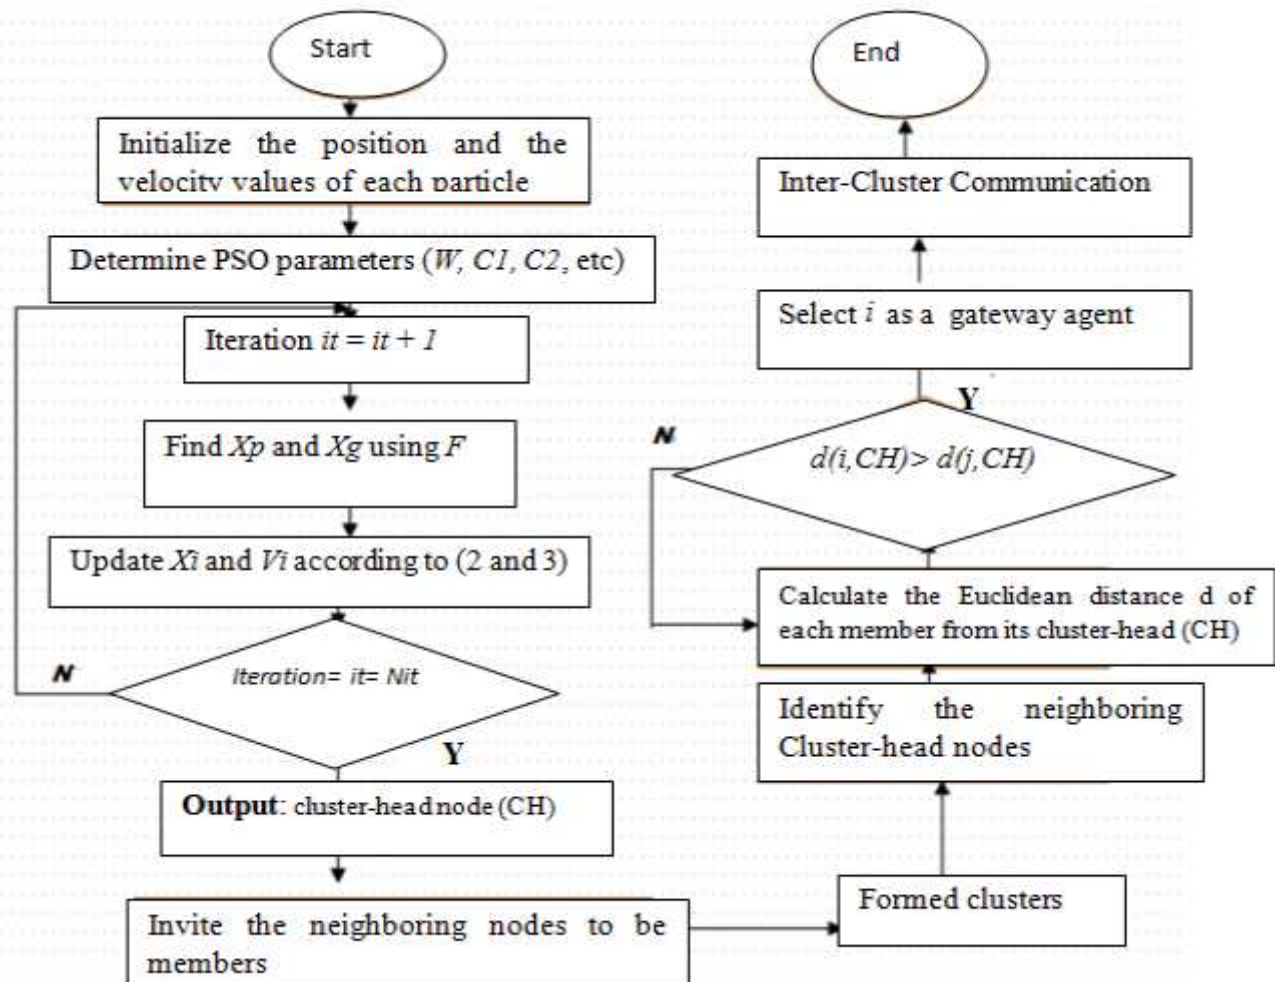 Start
Initialize the position and the
velocity values of each particle
Determine PSO parameters (W, C1, C2, etc)
Iteration it = it + 1
Find Xp and Xg using F
Update Xi and Vi according to (2 and 3)
Iteration= it= Nit
N
Y
Output: cluster-head node (CH)
Invite the neighboring nodes to be
members
Formed clusters
Identify the neighboring
Cluster-head nodes
Calculate the Euclidean distance d of
each member from its cluster-head (CH)
d(i,CH)> d(j,CH)
N
Y
Select i as a gateway agent
Inter-Cluster Communication
End